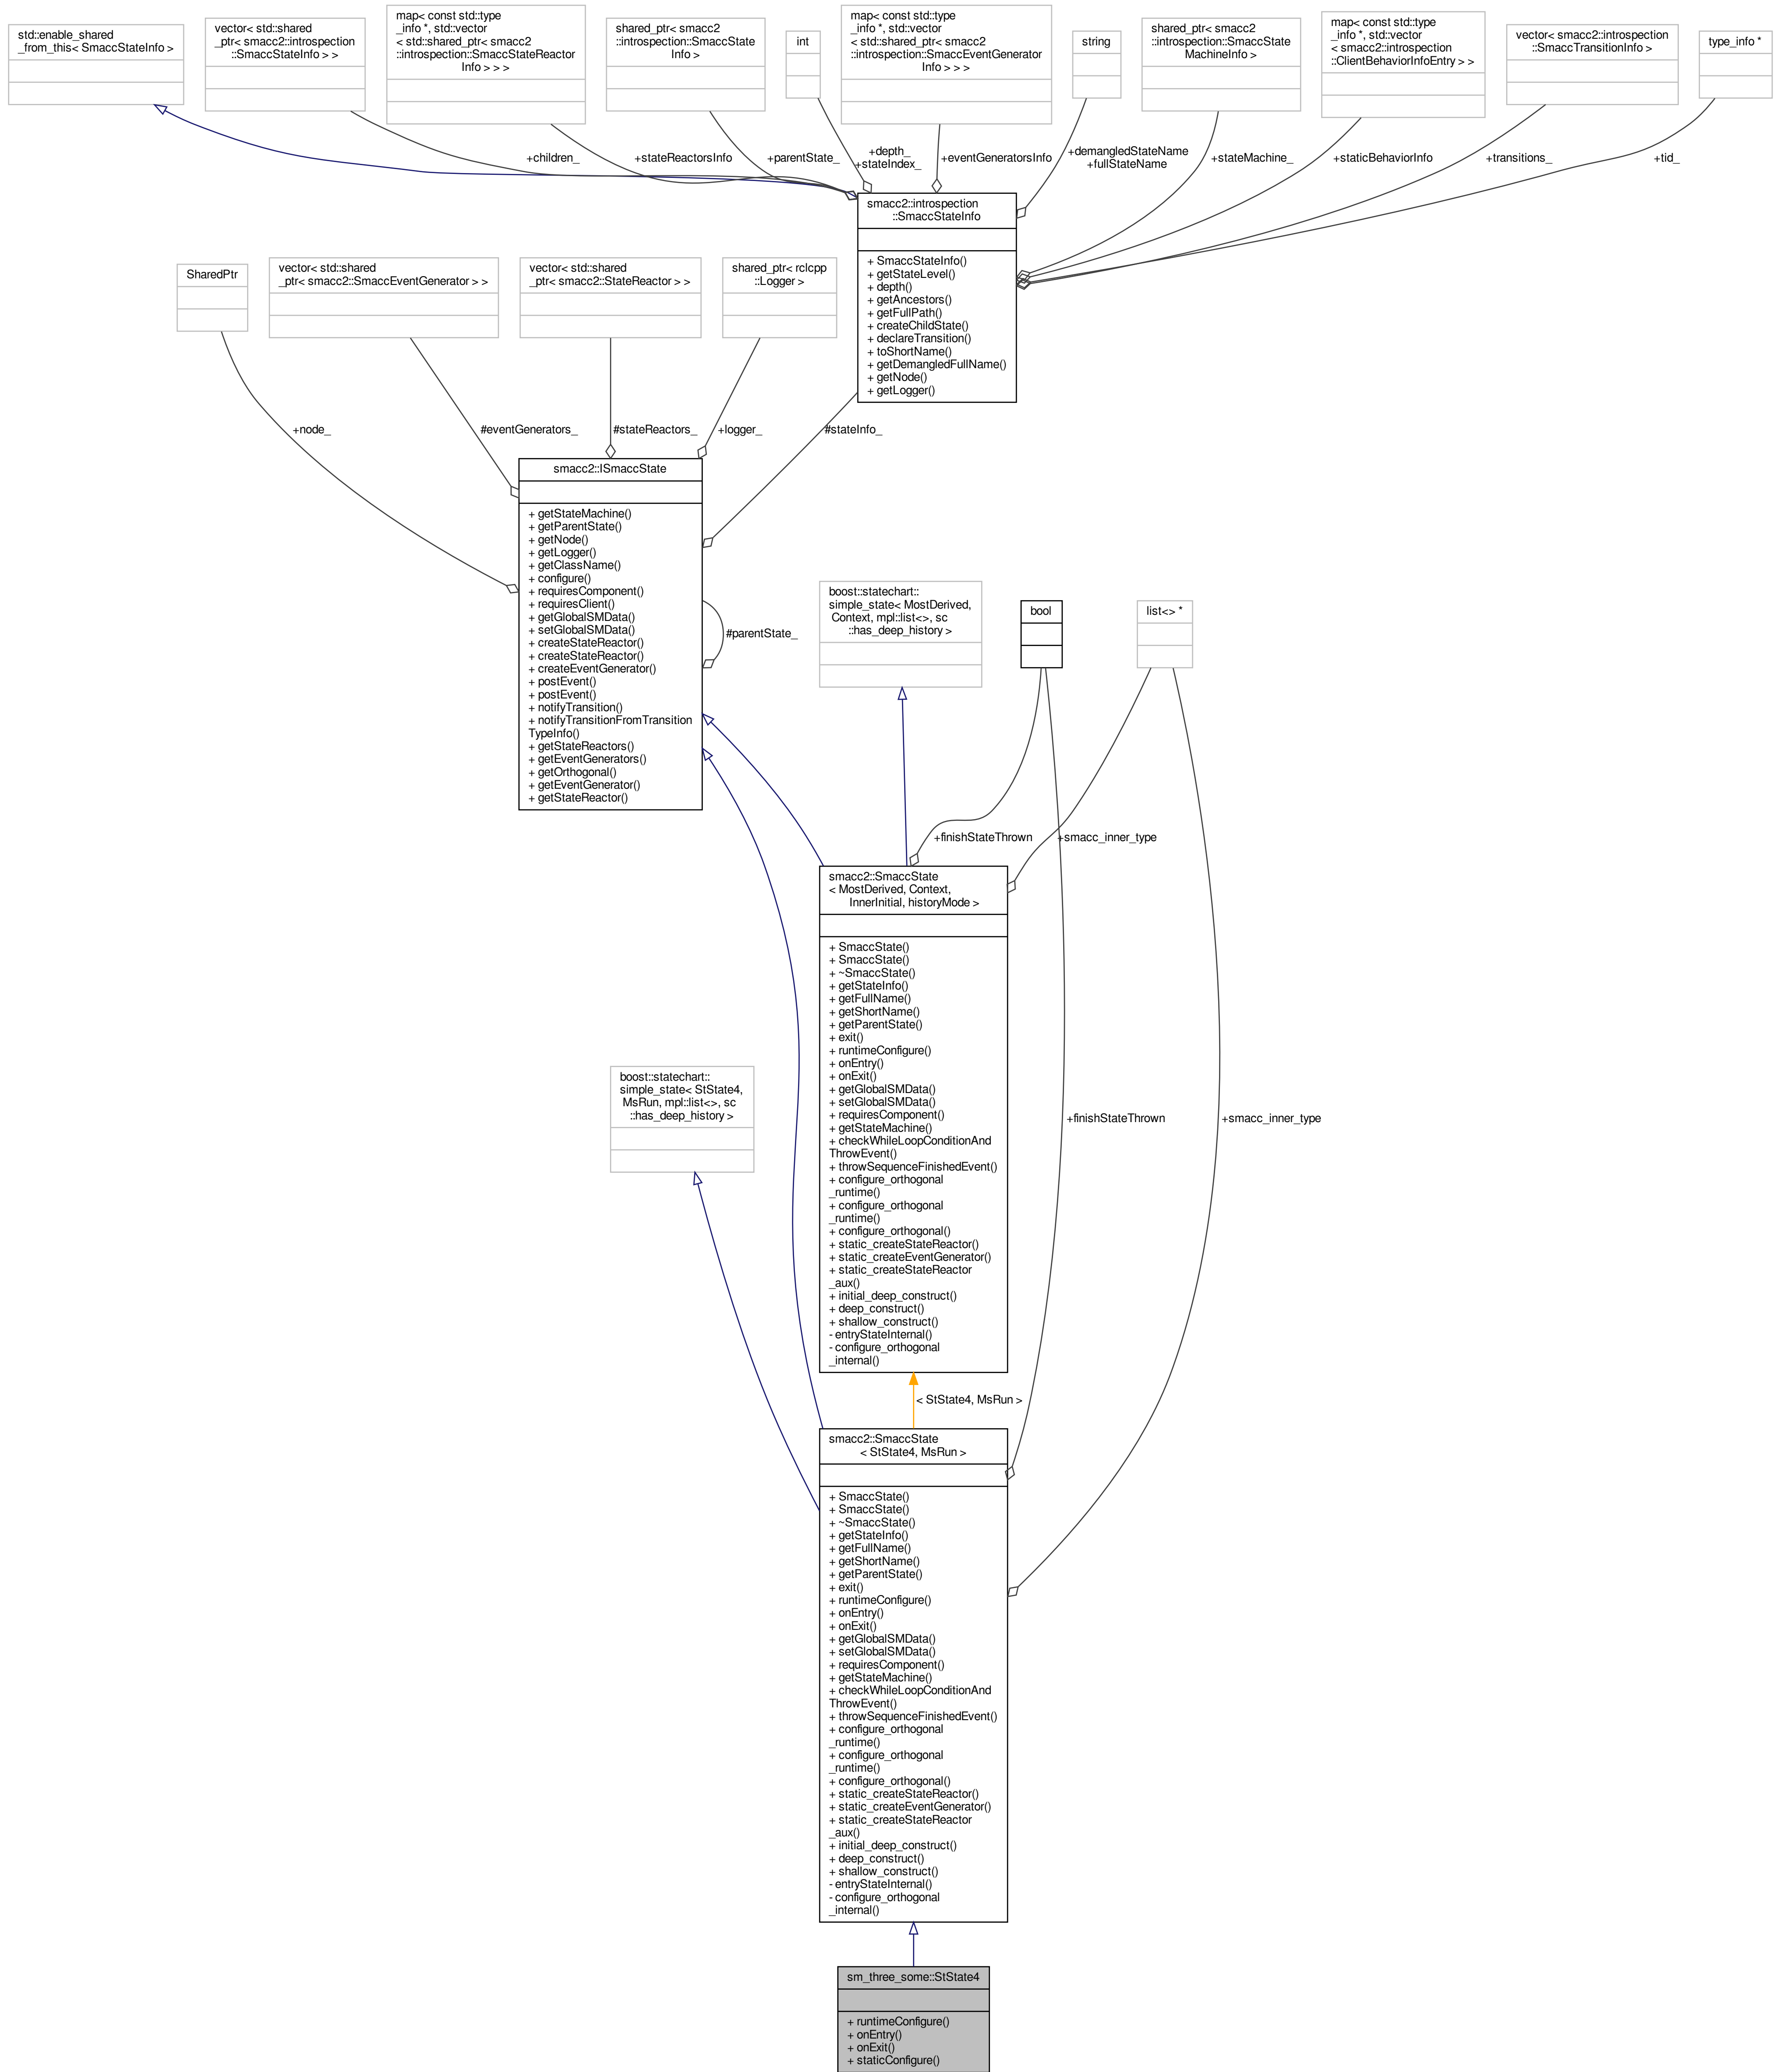 std::enable_shared
_from_this< SmaccStateInfo >
vector< std::shared
_ptr< smacc2::introspection
::SmaccStateInfo > >
map< const std::type
_info *, std::vector
< std::shared_ptr< smacc2
::introspection::SmaccStateReactor
Info > > >
shared_ptr< smacc2
::introspection::SmaccState
Info >
int
map< const std::type
_info *, std::vector
< std::shared_ptr< smacc2
::introspection::SmaccEventGenerator
Info > > >
string
shared_ptr< smacc2
::introspection::SmaccState
MachineInfo >
map< const std::type
_info *, std::vector
< smacc2::introspection
::ClientBehaviorInfoEntry > >
vector< smacc2::introspection
::SmaccTransitionInfo >
type_info *
+children_
+stateReactorsInfo
+parentState_
+depth_
+stateIndex_
+eventGeneratorsInfo
+demangledStateName
+fullStateName
+stateMachine_
+staticBehaviorInfo
+transitions_
+tid_
smacc2::introspection
::SmaccStateInfo
+ SmaccStateInfo()
+ getStateLevel()
+ depth()
+ getAncestors()
+ getFullPath()
+ createChildState()
+ declareTransition()
+ toShortName()
+ getDemangledFullName()
+ getNode()
+ getLogger()
SharedPtr
vector< std::shared
_ptr< smacc2::SmaccEventGenerator > >
vector< std::shared
_ptr< smacc2::StateReactor > >
shared_ptr< rclcpp
::Logger >
+node_
#eventGenerators_
#stateReactors_
+logger_
#stateInfo_
smacc2::ISmaccState
+ getStateMachine()
+ getParentState()
+ getNode()
+ getLogger()
+ getClassName()
+ configure()
+ requiresComponent()
+ requiresClient()
+ getGlobalSMData()
+ setGlobalSMData()
+ createStateReactor()
+ createStateReactor()
+ createEventGenerator()
+ postEvent()
+ postEvent()
+ notifyTransition()
+ notifyTransitionFromTransition
TypeInfo()
+ getStateReactors()
+ getEventGenerators()
+ getOrthogonal()
+ getEventGenerator()
+ getStateReactor()
#parentState_
boost::statechart::
simple_state< MostDerived,
Context, mpl::list<>, sc
::has_deep_history >
bool
list<> *
+finishStateThrown
+smacc_inner_type
smacc2::SmaccState
< MostDerived, Context,
InnerInitial, historyMode >
+ SmaccState()
+ SmaccState()
+ ~SmaccState()
+ getStateInfo()
+ getFullName()
+ getShortName()
+ getParentState()
+ exit()
+ runtimeConfigure()
+ onEntry()
+ onExit()
+ getGlobalSMData()
+ setGlobalSMData()
+ requiresComponent()
+ getStateMachine()
+ checkWhileLoopConditionAnd
ThrowEvent()
+ throwSequenceFinishedEvent()
+ configure_orthogonal
_runtime()
+ configure_orthogonal
_runtime()
+ configure_orthogonal()
+ static_createStateReactor()
+ static_createEventGenerator()
+ static_createStateReactor
_aux()
+ initial_deep_construct()
+ deep_construct()
+ shallow_construct()
- entryStateInternal()
- configure_orthogonal
_internal()
boost::statechart::
simple_state< StState4,
MsRun, mpl::list<>, sc
::has_deep_history >
+finishStateThrown
+smacc_inner_type
< StState4, MsRun >
smacc2::SmaccState
< StState4, MsRun >
+ SmaccState()
+ SmaccState()
+ ~SmaccState()
+ getStateInfo()
+ getFullName()
+ getShortName()
+ getParentState()
+ exit()
+ runtimeConfigure()
+ onEntry()
+ onExit()
+ getGlobalSMData()
+ setGlobalSMData()
+ requiresComponent()
+ getStateMachine()
+ checkWhileLoopConditionAnd
ThrowEvent()
+ throwSequenceFinishedEvent()
+ configure_orthogonal
_runtime()
+ configure_orthogonal
_runtime()
+ configure_orthogonal()
+ static_createStateReactor()
+ static_createEventGenerator()
+ static_createStateReactor
_aux()
+ initial_deep_construct()
+ deep_construct()
+ shallow_construct()
- entryStateInternal()
- configure_orthogonal
_internal()
sm_three_some::StState4
+ runtimeConfigure()
+ onEntry()
+ onExit()
+ staticConfigure()